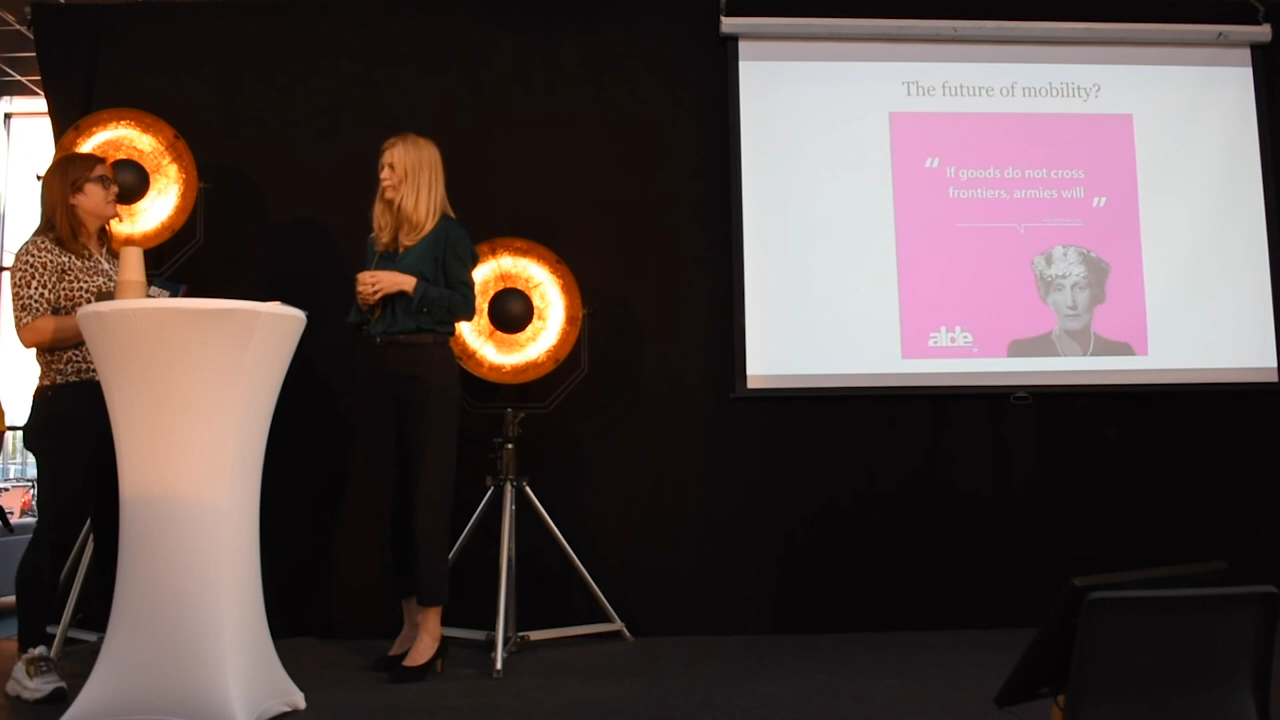 The future of mobility?
“ If goods do not cross
frontiers, armies will ”
alde